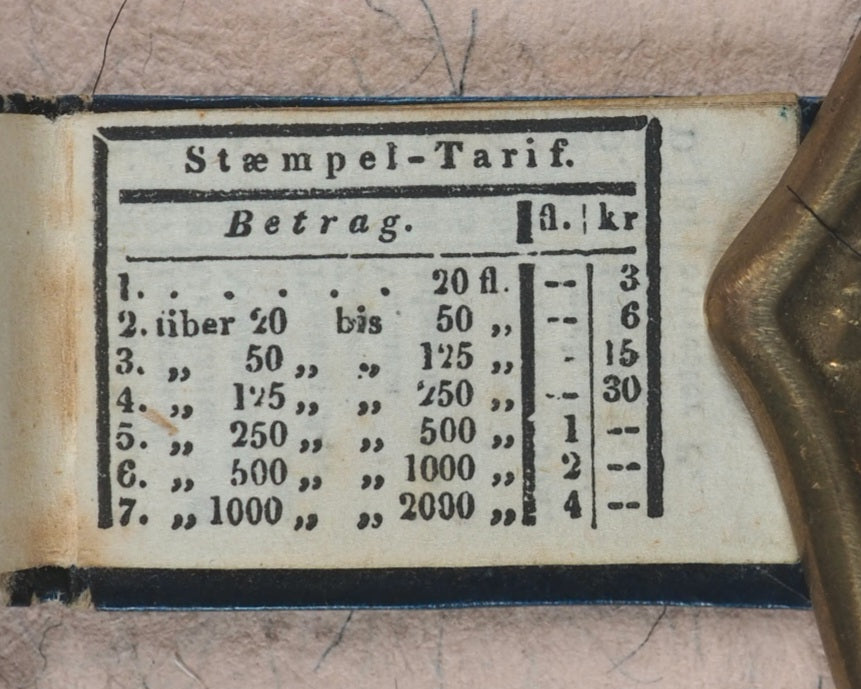 Stæmpel-Tarif.
Betrag. fl. kr
1. . . . . . 20 fl. -- 3
2. über 20 bis 50 „ -- 6
3. „ 50 „ „ 125 „ - 15
4. „ 125 „ „ 250 „ -- 30
5. „ 250 „ „ 500 „ 1 --
6. „ 500 „ „ 1000 „ 2 --
7. „ 1000 „ „ 2000 „ 4 --